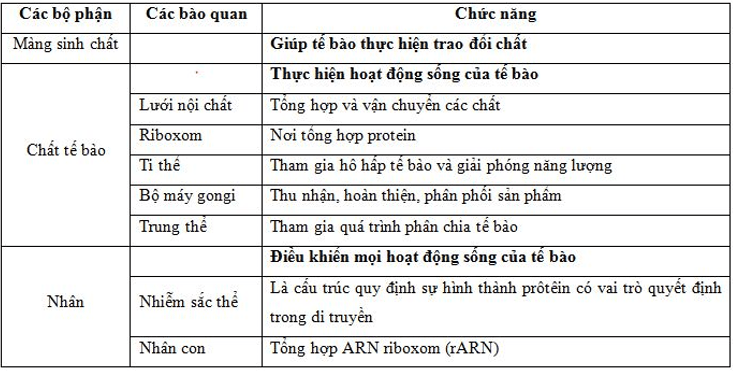 Các bộ phận Các bào quan Chức năng
Màng sinh chất Giúp tế bào thực hiện trao đổi chất
Chất tế bào Thực hiện hoạt động sống của tế bào
Lưới nội chất Tổng hợp và vận chuyển các chất
Riboxom Nơi tổng hợp protein
Ti thể Tham gia hô hấp tế bào và giải phóng năng lượng
Bộ máy gongi Thu nhận, hoàn thiện, phân phối sản phẩm
Trung thể Tham gia quá trình phân chia tế bào
Nhân Điều khiển mọi hoạt động sống của tế bào
Nhiễm sắc thể Là cấu trúc quy định sự hình thành prôtêin có vai trò quyết định
trong di truyền
Nhân con Tổng hợp ARN riboxom (rARN)